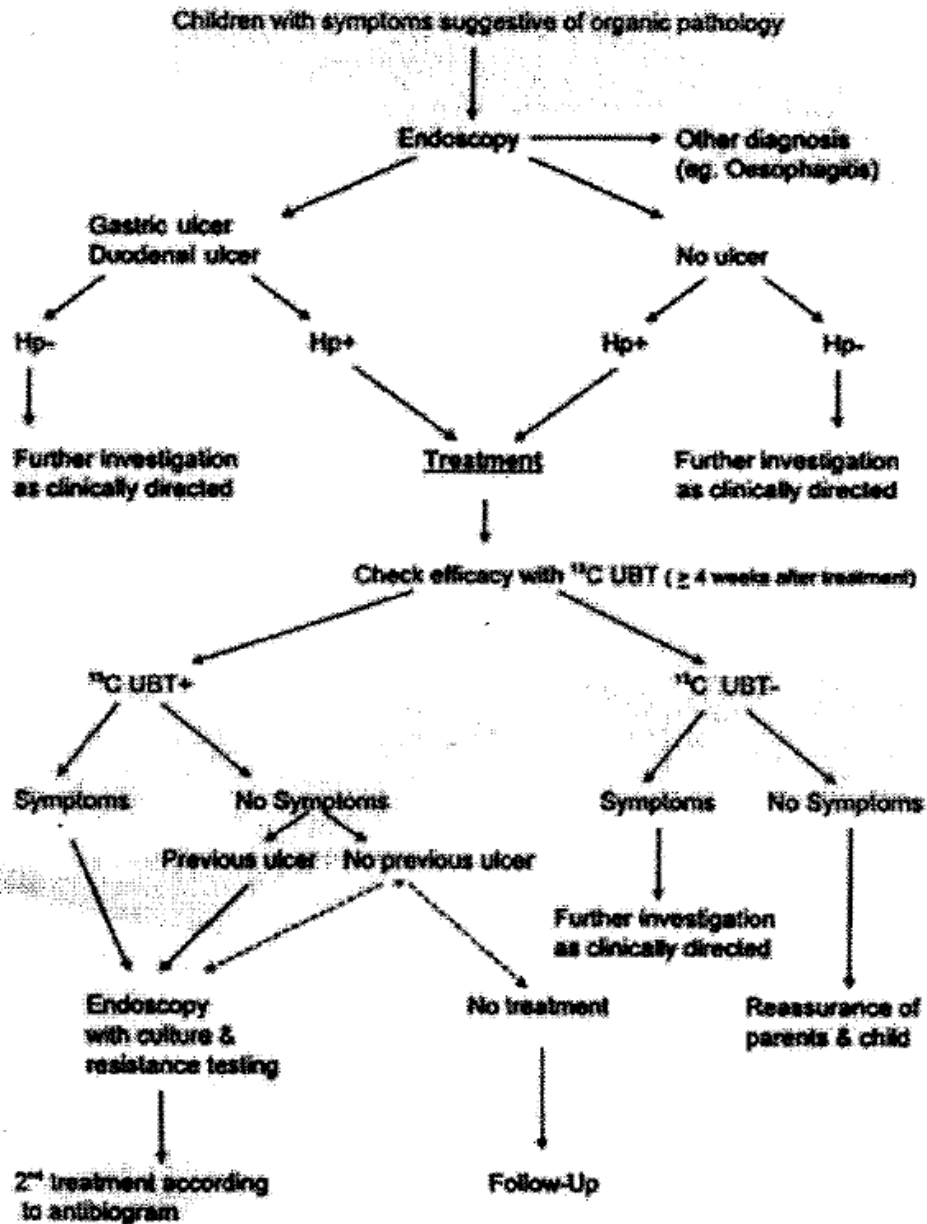 Children with symptoms suggestive of organic pathology
Endoscopy
Other diagnosis
(eg. Oesophagitis)
Gastric ulcer
Duodenal ulcer
No ulcer
Hp-
Hp+
Hp+
Hp-
Further investigation
as clinically directed
Treatment
Further investigation
as clinically directed
Check efficacy with ¹³C UBT ( ≥ 4 weeks after treatment)
¹³C UBT+
¹³C UBT-
Symptoms
No Symptoms
Symptoms
No Symptoms
Previous ulcer
No previous ulcer
Further investigation
as clinically directed
Endoscopy
with culture &
resistance testing
No treatment
Reassurance of
parents & child
2ⁿᵈ treatment according
to antibiogram
Follow-Up